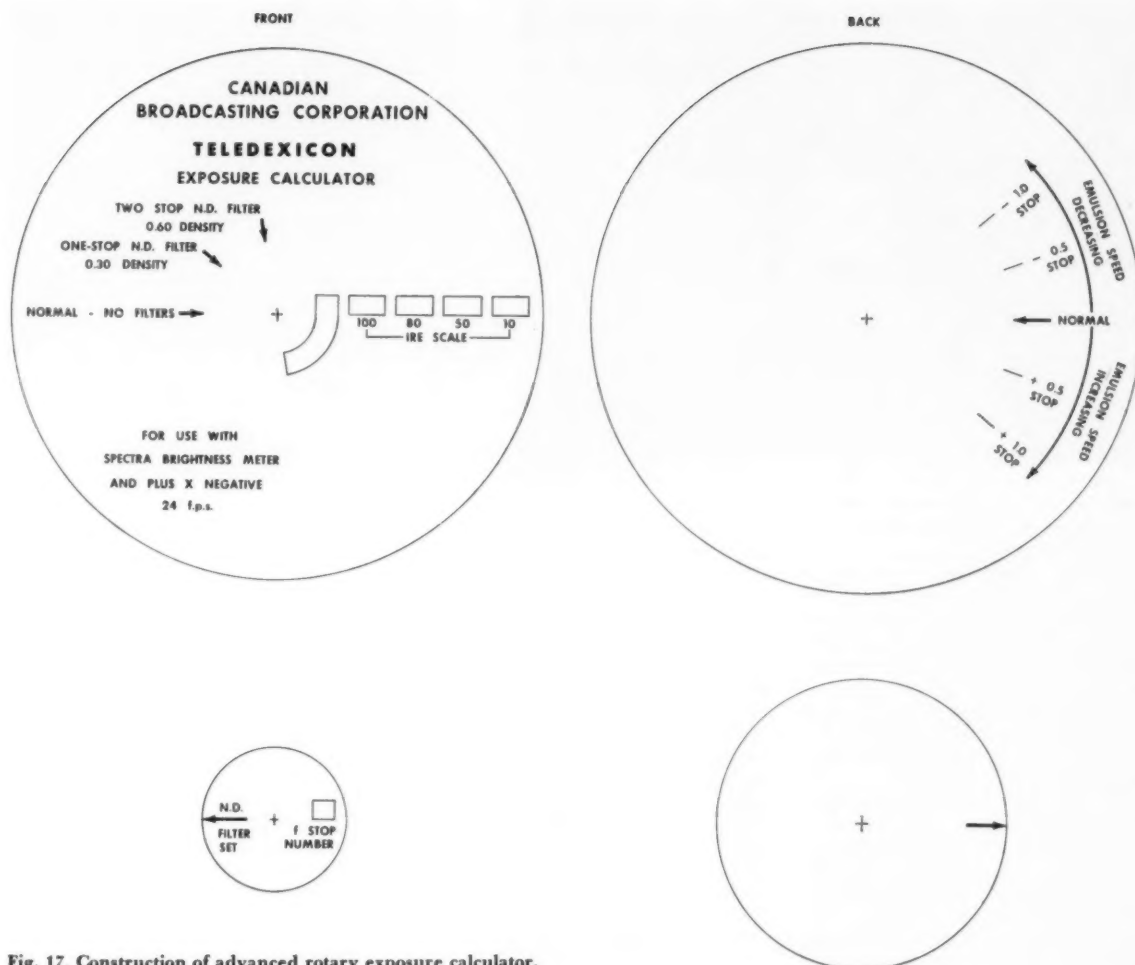 FRONT
CANADIAN
BROADCASTING CORPORATION
TELEDEXICON
EXPOSURE CALCULATOR
TWO STOP N.D. FILTER
0.60 DENSITY
ONE-STOP N.D. FILTER
0.30 DENSITY
NORMAL - NO FILTERS
100 80 50 10
IRE SCALE
FOR USE WITH
SPECTRA BRIGHTNESS METER
AND PLUS X NEGATIVE
24 f.p.s.
BACK
EMULSION SPEED
DECREASING
- 1.0
STOP
- 0.5
STOP
NORMAL
+ 0.5
STOP
+ 1.0
STOP
EMULSION SPEED
INCREASING
N.D.
FILTER
SET
f STOP
NUMBER
Fig. 17. Construction of advanced rotary exposure calculator.